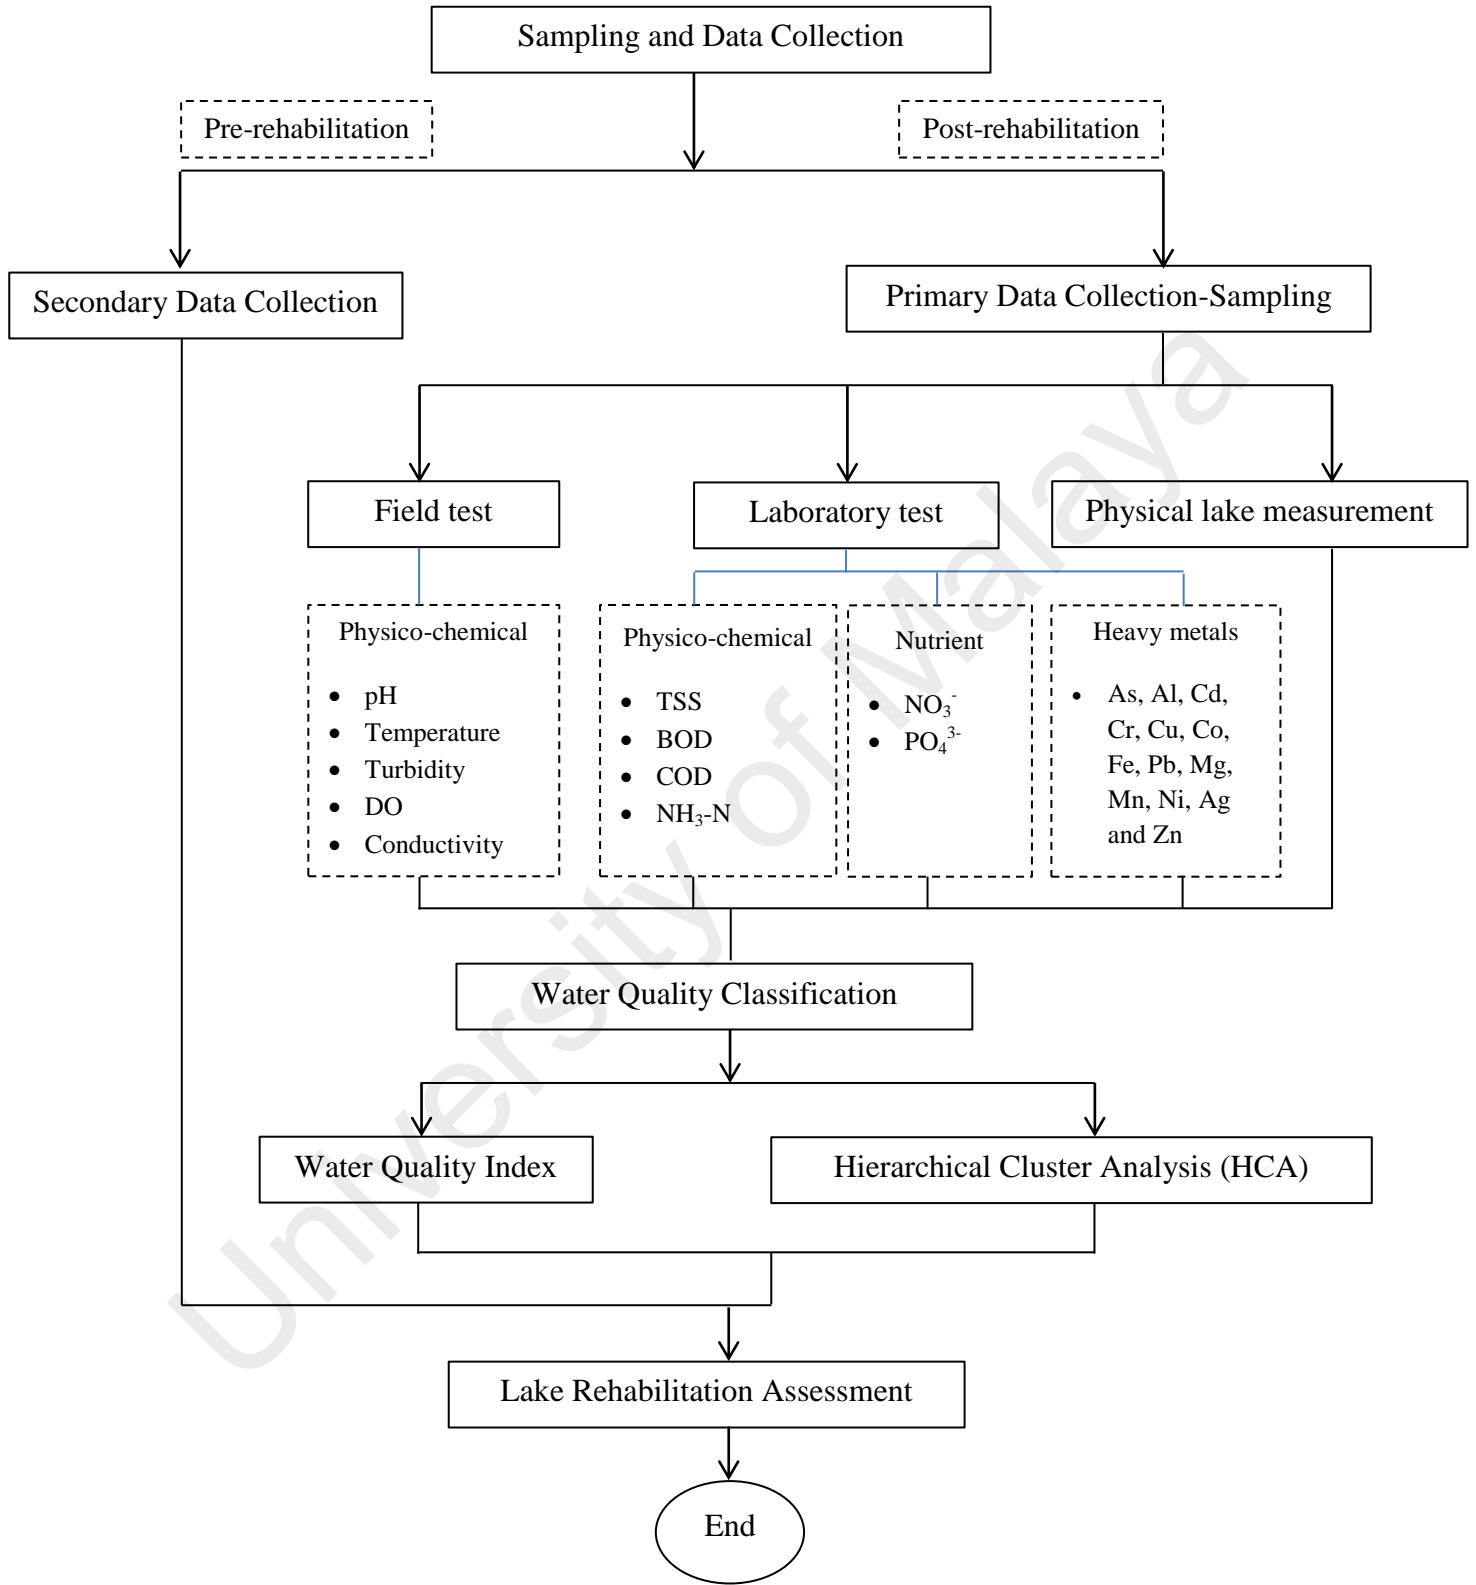 Sampling and Data Collection
Pre-rehabilitation
Post-rehabilitation
Secondary Data Collection
Primary Data Collection-Sampling
Field test
Laboratory test
Physical lake measurement
Physico-chemical
• pH
• Temperature
• Turbidity
• DO
• Conductivity
Physico-chemical
• TSS
• BOD
• COD
• NH₃-N
Nutrient
• NO₃⁻
• PO₄³⁻
Heavy metals
• As, Al, Cd,
Cr, Cu, Co,
Fe, Pb, Mg,
Mn, Ni, Ag
and Zn
Water Quality Classification
Water Quality Index
Hierarchical Cluster Analysis (HCA)
Lake Rehabilitation Assessment
End
University of Malaya